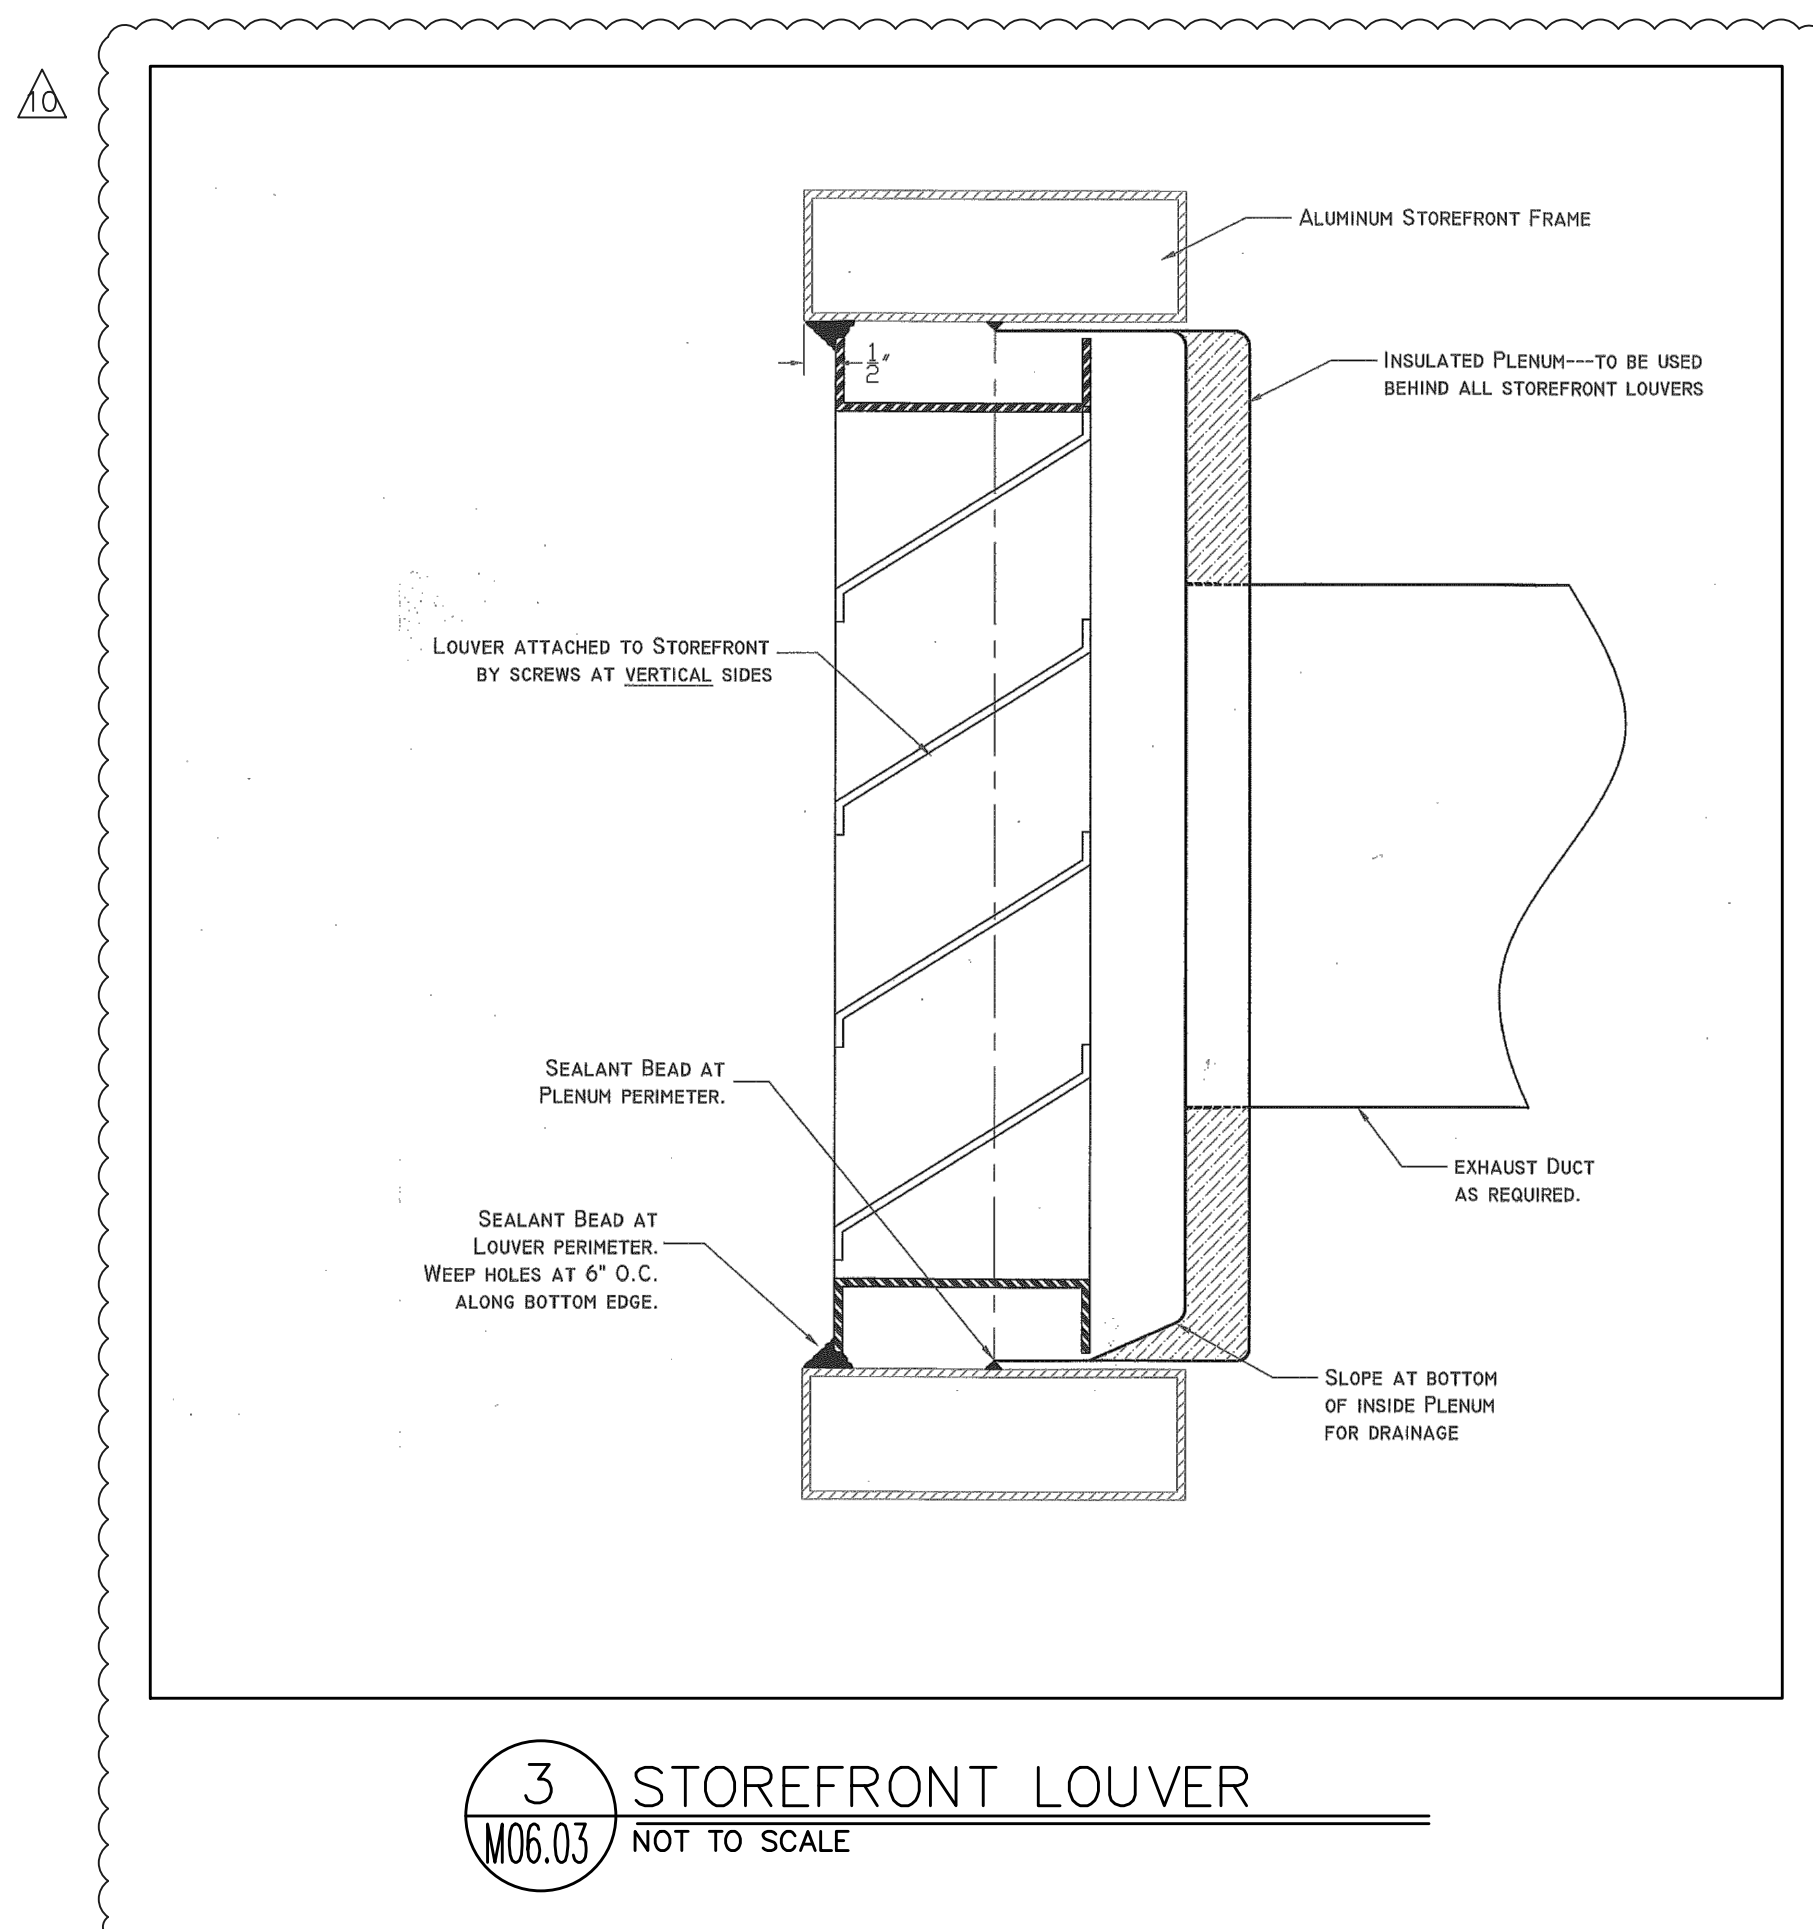 10
ALUMINUM STOREFRONT FRAME
1/2"
INSULATED PLENUM---TO BE USED
BEHIND ALL STOREFRONT LOUVERS
LOUVER ATTACHED TO STOREFRONT
BY SCREWS AT VERTICAL SIDES
SEALANT BEAD AT
PLENUM PERIMETER.
EXHAUST DUCT
AS REQUIRED.
SEALANT BEAD AT
LOUVER PERIMETER.
WEEP HOLES AT 6" O.C.
ALONG BOTTOM EDGE.
SLOPE AT BOTTOM
OF INSIDE PLENUM
FOR DRAINAGE
3
M06.03
STOREFRONT LOUVER
NOT TO SCALE